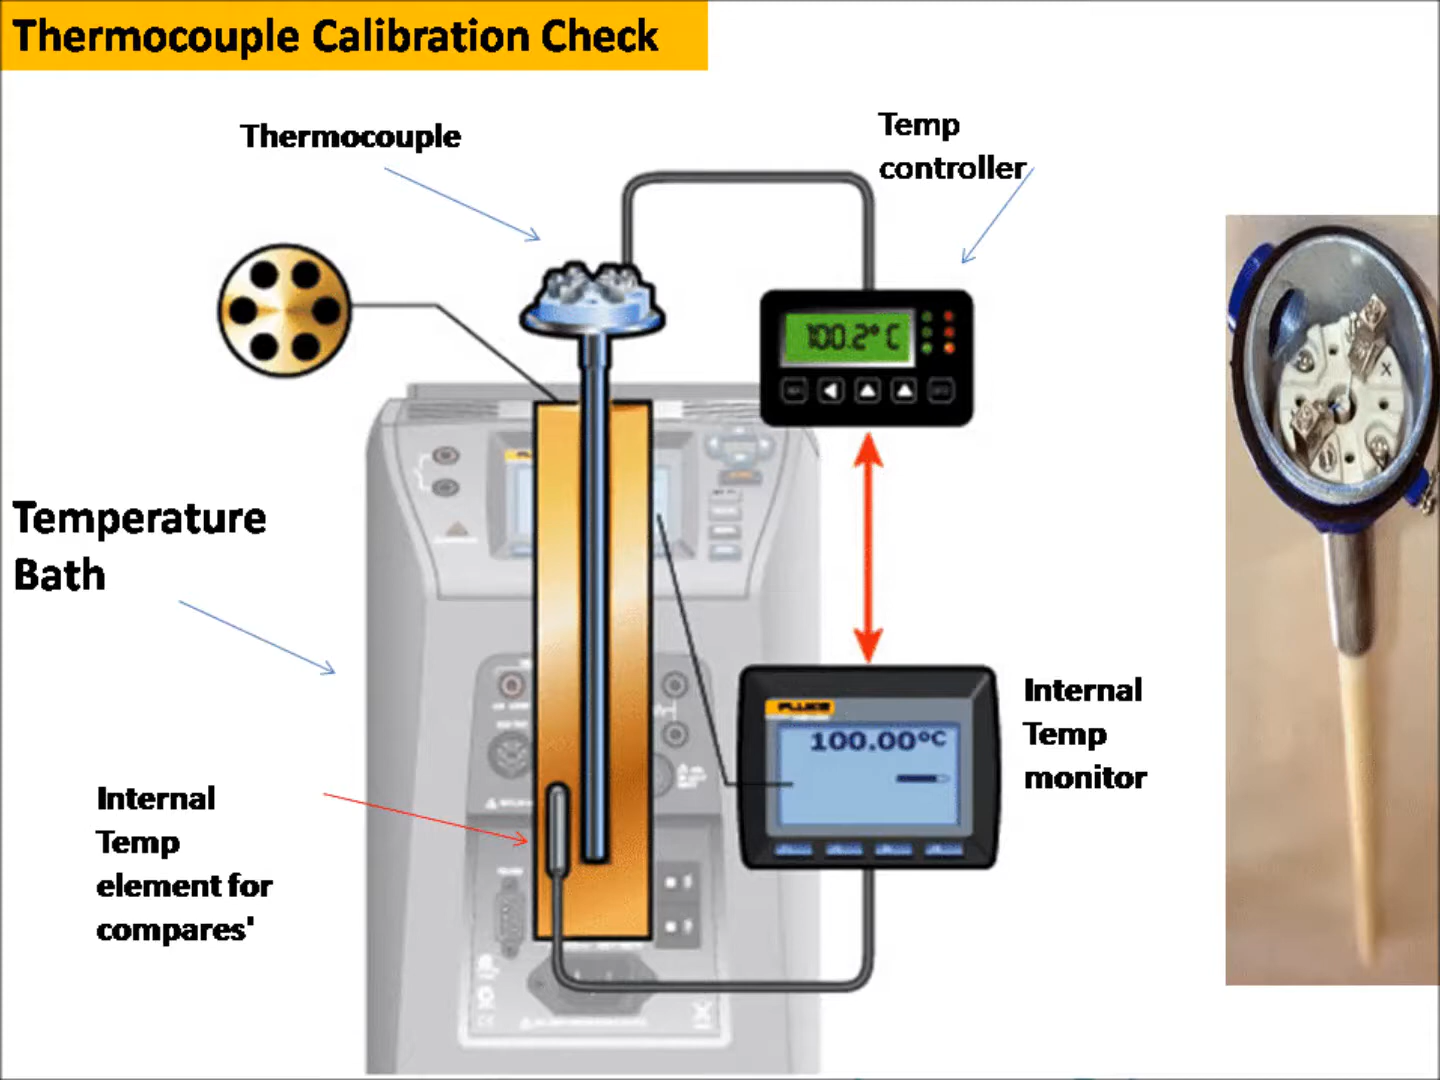 Thermocouple Calibration Check
Thermocouple
Temp
controller
100.2° C
X
Temperature
Bath
FLUKE
100.00°C
Internal
Temp
monitor
Internal
Temp
element for
compares'